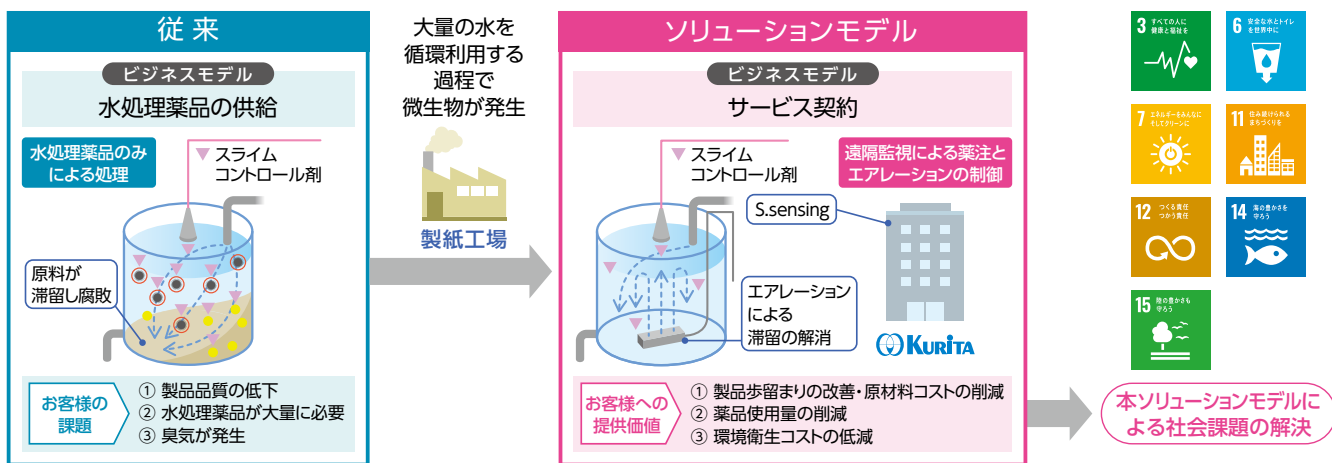 従来
ビジネスモデル
水処理薬品の供給
水処理薬品のみ
による処理
スライム
コントロール剤
原料が
滞留し腐敗
お客様の
課題
① 製品品質の低下
② 水処理薬品が大量に必要
③ 臭気が発生
大量の水を
循環利用する
過程で
微生物が発生
製紙工場
ソリューションモデル
ビジネスモデル
サービス契約
スライム
コントロール剤
遠隔監視による薬注と
エアレーションの制御
S.sensing
エアレーション
による
滞留の解消
KURITA
お客様への
提供価値
① 製品歩留まりの改善・原材料コストの削減
② 薬品使用量の削減
③ 環境衛生コストの低減
3 すべての人に
健康と福祉を
6 安全な水とトイレ
を世界中に
7 エネルギーをみんなに
そしてクリーンに
11 住み続けられる
まちづくりを
12 つくる責任
つかう責任
14 海の豊かさを
守ろう
15 陸の豊かさも
守ろう
本ソリューションモデルに
よる社会課題の解決